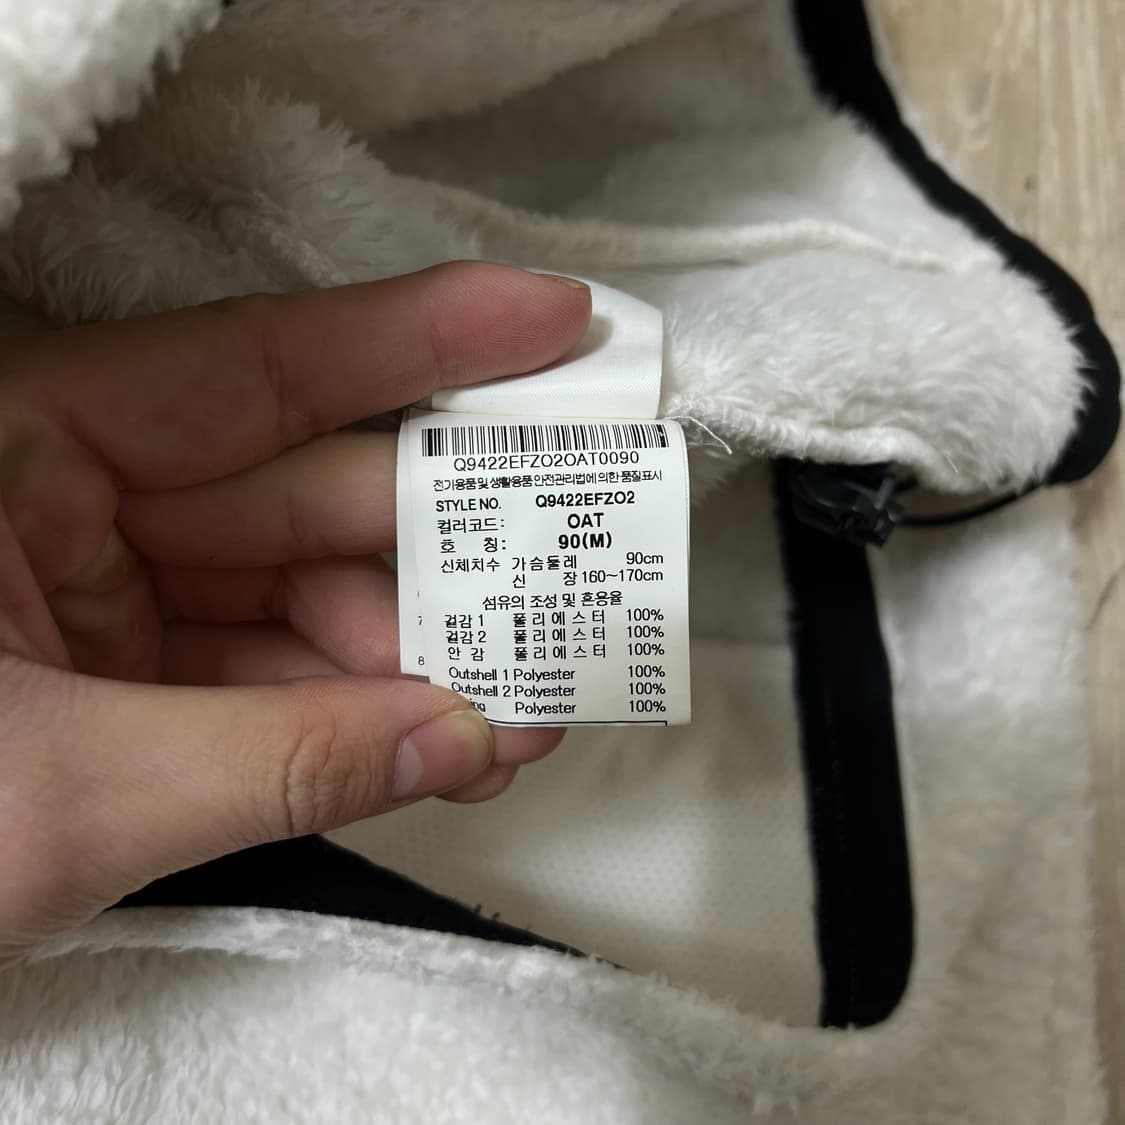 Q9422EFZO2OAT0090
전기용품 및 생활용품 안전관리법에 의한 품질표시
STYLE NO. Q9422EFZO2
컬러코드: OAT
호 칭: 90(M)
신체치수 가슴둘레 90cm
신 장 160~170cm
섬유의 조성 및 혼용율
겉감 1 폴리에스터 100%
겉감 2 폴리에스터 100%
안 감 폴리에스터 100%
Outshell 1 Polyester 100%
Outshell 2 Polyester 100%
Polyester 100%
7
8